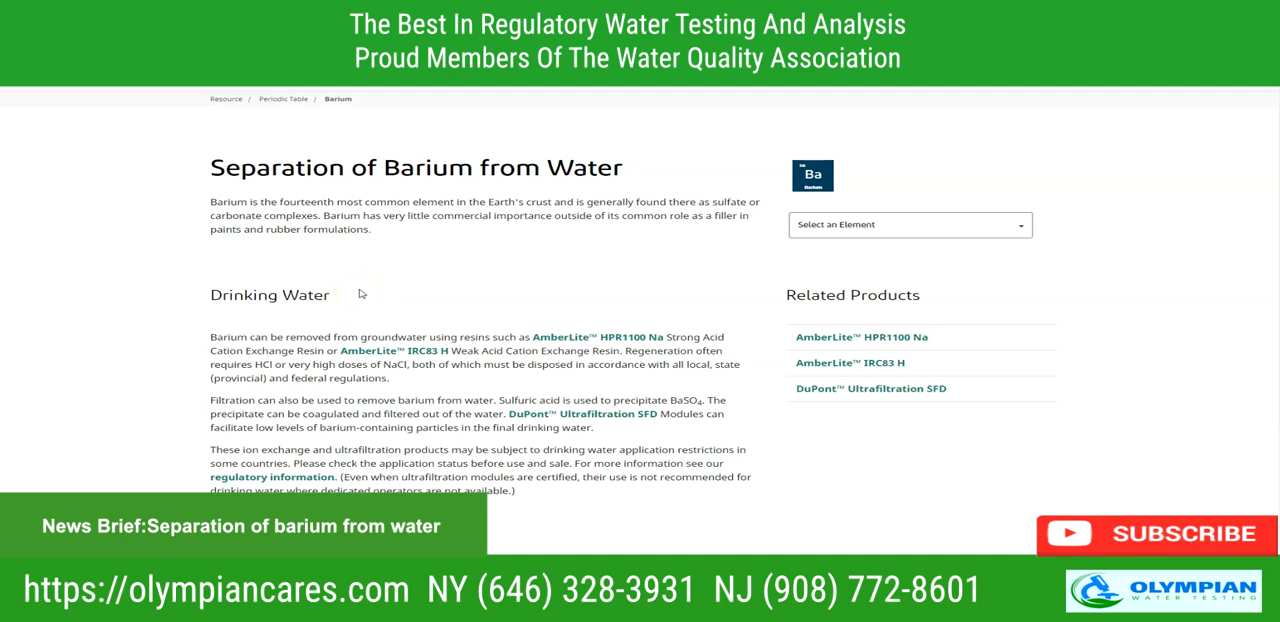 The Best In Regulatory Water Testing And Analysis
Proud Members Of The Water Quality Association
Resource / Periodic Table / Barium
Separation of Barium from Water
Barium is the fourteenth most common element in the Earth's crust and is generally found there as sulfate or
carbonate complexes. Barium has very little commercial importance outside of its common role as a filler in
paints and rubber formulations.
Ba
Barium
Select an Element
Drinking Water
Barium can be removed from groundwater using resins such as AmberLite™ HPR1100 Na Strong Acid
Cation Exchange Resin or AmberLite™ IRC83 H Weak Acid Cation Exchange Resin. Regeneration often
requires HCl or very high doses of NaCl, both of which must be disposed in accordance with all local, state
(provincial) and federal regulations.
Filtration can also be used to remove barium from water. Sulfuric acid is used to precipitate BaSO₄. The
precipitate can be coagulated and filtered out of the water. DuPont™ Ultrafiltration SFD Modules can
facilitate low levels of barium-containing particles in the final drinking water.
These ion exchange and ultrafiltration products may be subject to drinking water application restrictions in
some countries. Please check the application status before use and sale. For more information see our
regulatory information. (Even when ultrafiltration modules are certified, their use is not recommended for
drinking water where dedicated operators are not available.)
Related Products
AmberLite™ HPR1100 Na
AmberLite™ IRC83 H
DuPont™ Ultrafiltration SFD
News Brief:Separation of barium from water
SUBSCRIBE
https://olympiancares.com NY (646) 328-3931 NJ (908) 772-8601
OLYMPIAN
WATER TESTING